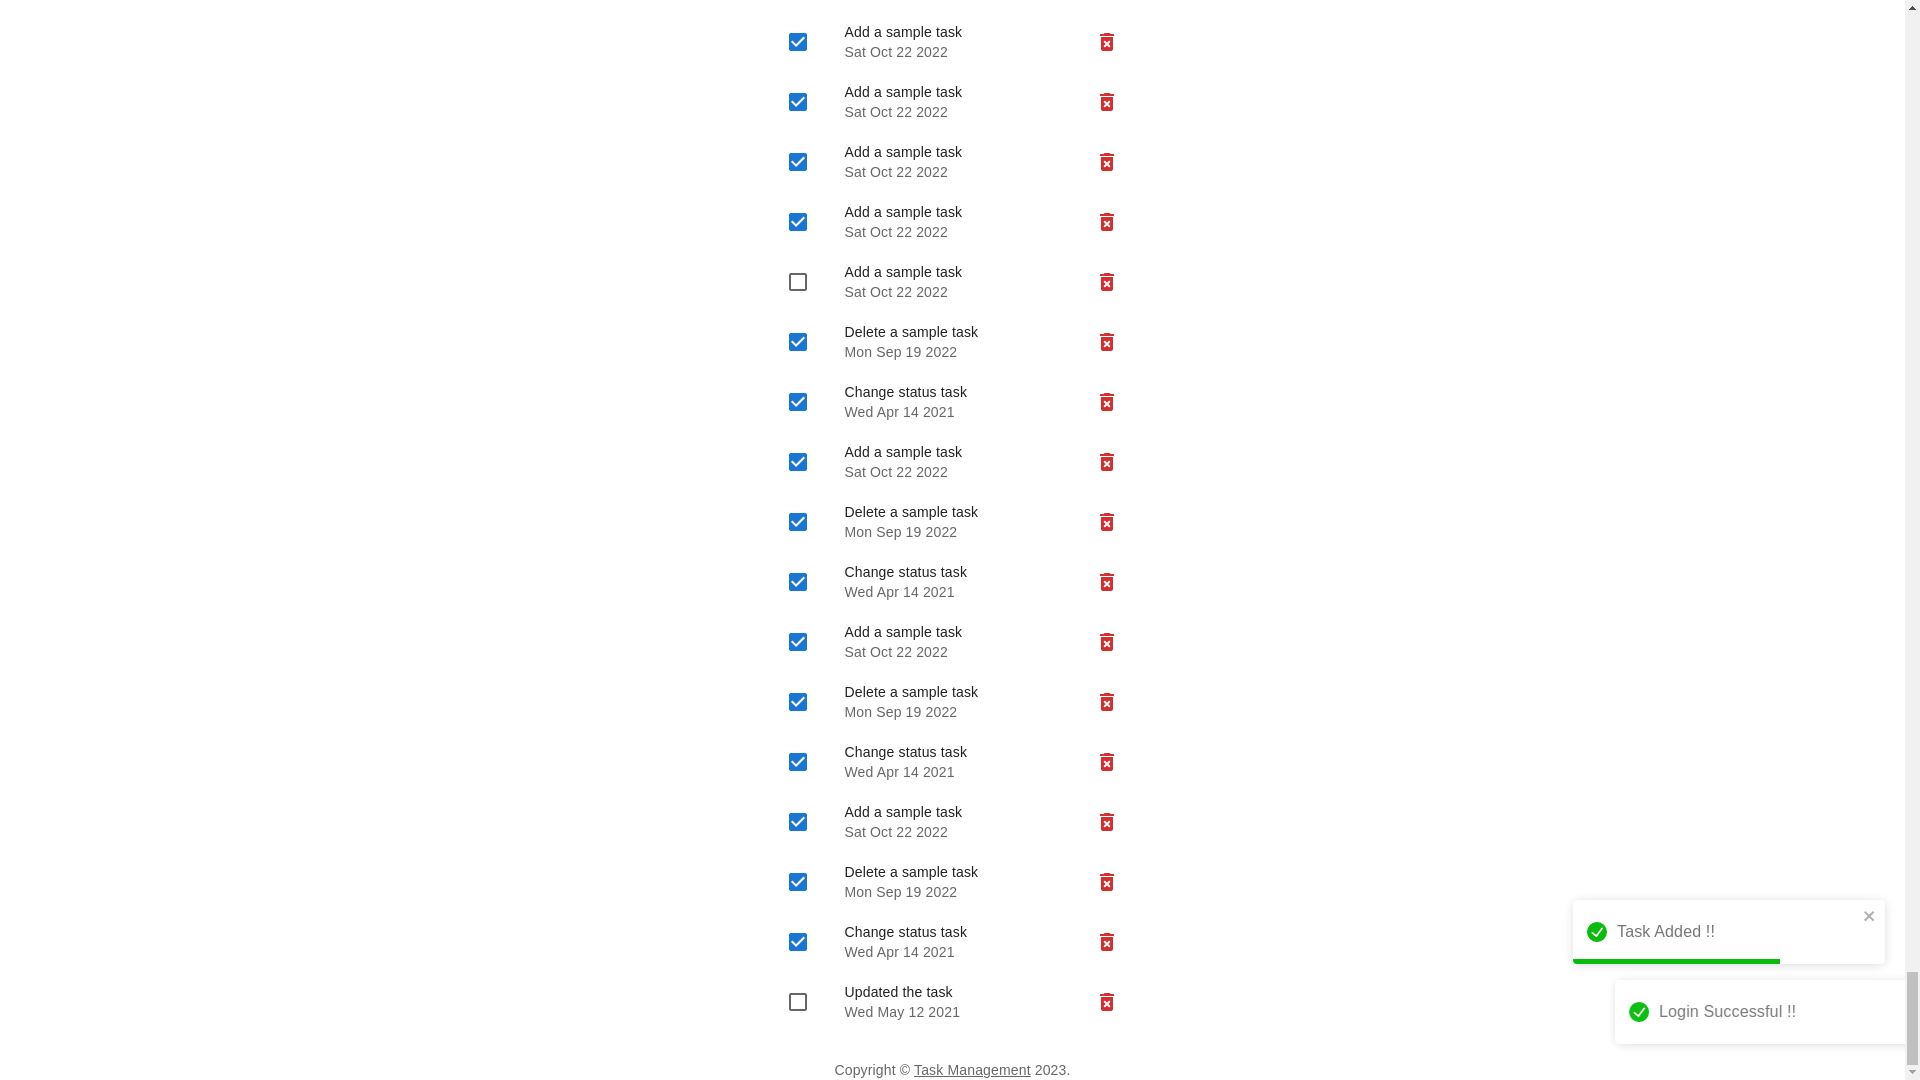 Add a sample task
Sat Oct 22 2022
Add a sample task
Sat Oct 22 2022
Add a sample task
Sat Oct 22 2022
Add a sample task
Sat Oct 22 2022
Add a sample task
Sat Oct 22 2022
Delete a sample task
Mon Sep 19 2022
Change status task
Wed Apr 14 2021
Add a sample task
Sat Oct 22 2022
Delete a sample task
Mon Sep 19 2022
Change status task
Wed Apr 14 2021
Add a sample task
Sat Oct 22 2022
Delete a sample task
Mon Sep 19 2022
Change status task
Wed Apr 14 2021
Add a sample task
Sat Oct 22 2022
Delete a sample task
Mon Sep 19 2022
Change status task
Wed Apr 14 2021
Updated the task
Wed May 12 2021
Copyright © Task Management 2023.
Task Added !!
Login Successful !!